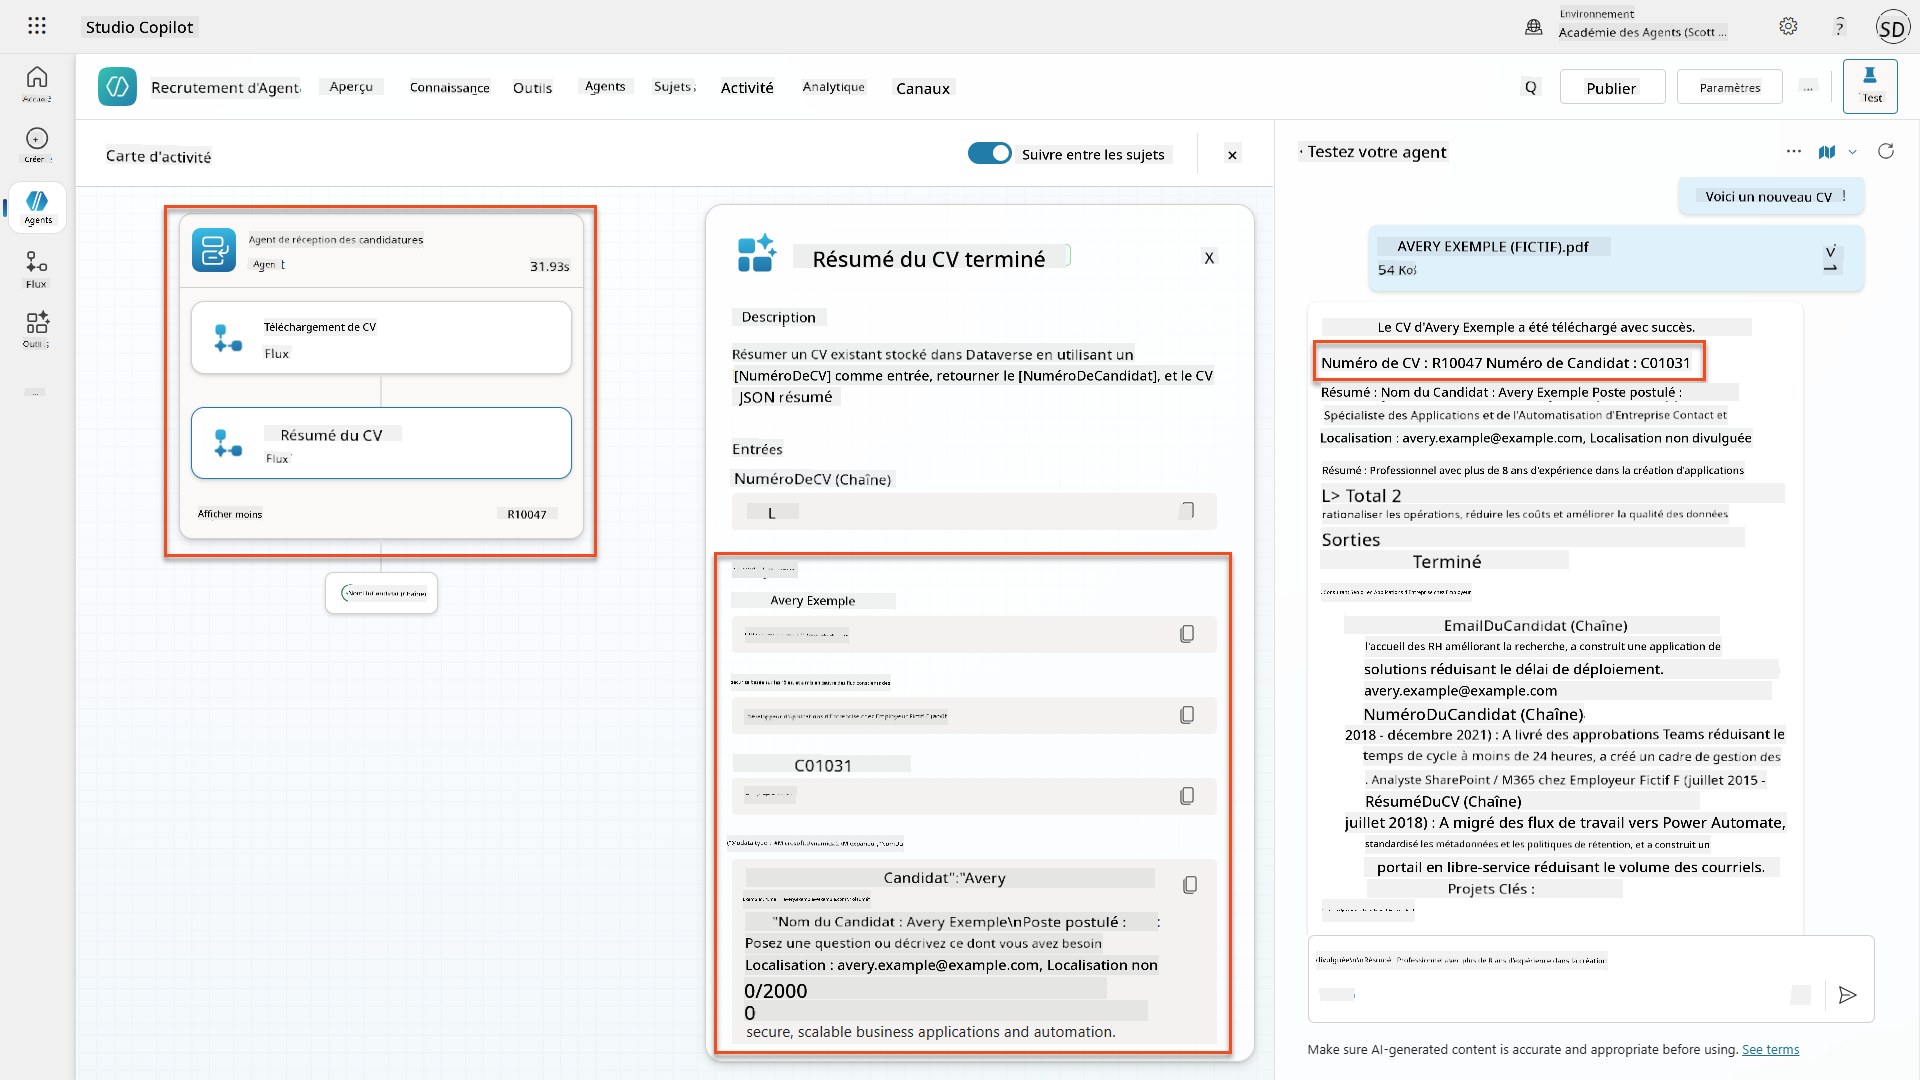 Studio Copilot
Environnement
Académie des Agents (Scott ...
?
SD
Accueil
Créer
Agents
Flux
Recrutement d'Agent
Aperçu
Connaissance
Outils
Agents
Sujets
Activité
Analytique
Canaux
Q
Publier
Paramètres
...
Test
Carte d'activité
Suivre entre les sujets
Agent de réception des candidatures
Agent
31.93s
Téléchargement de CV
Flux
Résumé du CV
Flux
Afficher moins
R10047
Résumé du CV terminé
X
Description
Résumer un CV existant stocké dans Dataverse en utilisant un
[NuméroDeCV] comme entrée, retourner le [NuméroDeCandidat], et le CV
JSON résumé
Entrées
NuméroDeCV (Chaîne)
L
Avery Exemple
C01031
Candidat":"Avery
"Nom du Candidat : Avery Exemple\nPoste postulé :
Posez une question ou décrivez ce dont vous avez besoin
Localisation : avery.example@example.com, Localisation non
0/2000
0
secure, scalable business applications and automation.
Testez votre agent
Voici un nouveau CV !
AVERY EXEMPLE (FICTIF).pdf
54 Ko
Le CV d'Avery Exemple a été téléchargé avec succès.
Numéro de CV : R10047 Numéro de Candidat : C01031
Résumé : Nom du Candidat : Avery Exemple Poste postulé :
Spécialiste des Applications et de l'Automatisation d'Entreprise Contact et
Localisation : avery.example@example.com, Localisation non divulguée
Résumé : Professionnel avec plus de 8 ans d'expérience dans la création d'applications
L> Total 2
rationaliser les opérations, réduire les coûts et améliorer la qualité des données
Sorties
Terminé
EmailDuCandidat (Chaîne)
l'accueil des RH améliorant la recherche, a construit une application de
solutions réduisant le délai de déploiement.
avery.example@example.com
NuméroDuCandidat (Chaîne)
2018 - décembre 2021) : A livré des approbations Teams réduisant le
temps de cycle à moins de 24 heures, a créé un cadre de gestion des
. Analyste SharePoint / M365 chez Employeur Fictif F (juillet 2015 -
RésuméDuCV (Chaîne)
juillet 2018) : A migré des flux de travail vers Power Automate,
standardisé les métadonnées et les politiques de rétention, et a construit un
portail en libre-service réduisant le volume des courriels.
Projets Clés :
divulguée\n\nRésumé : Professionnel avec plus de 8 ans d'expérience dans la création
Make sure AI-generated content is accurate and appropriate before using. See terms